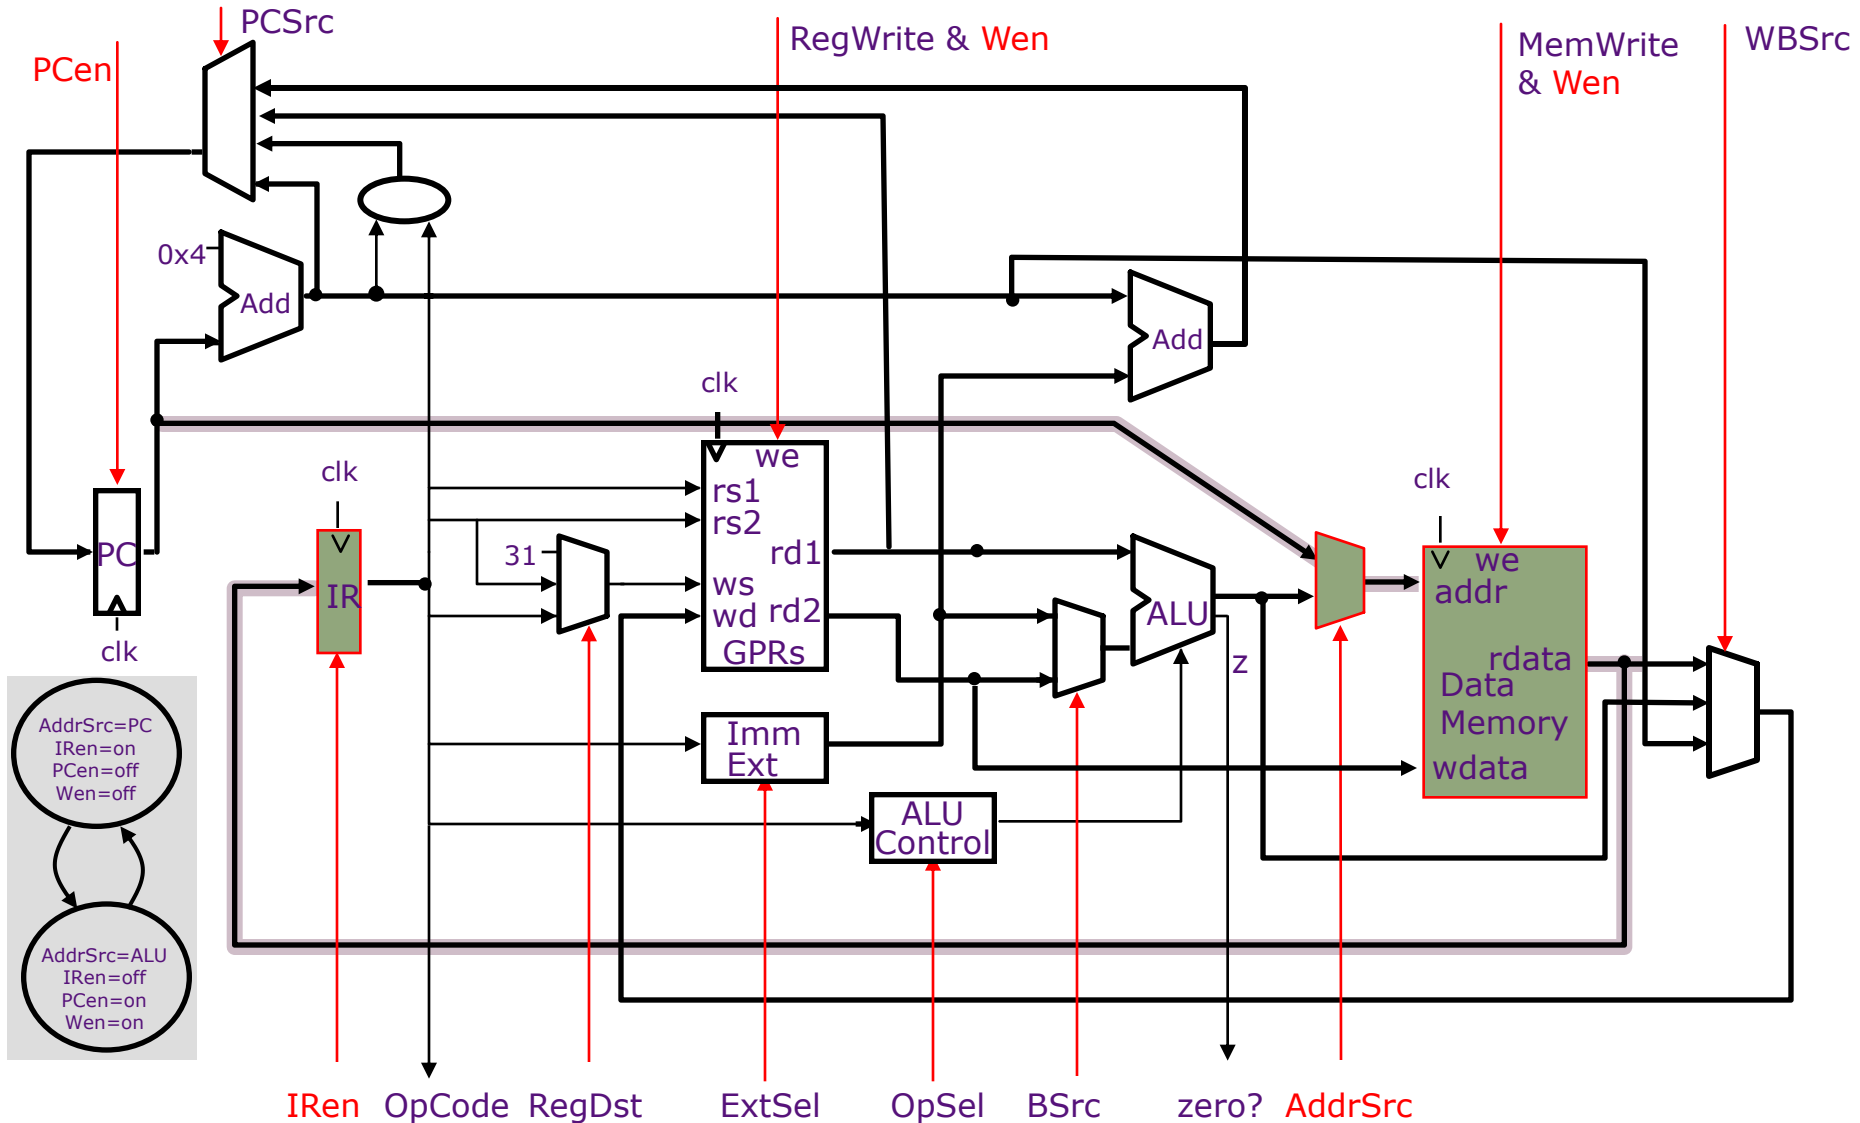 PCSrc
RegWrite & Wen
MemWrite
& Wen
WBSrc
PCen
0x4
Add
Add
clk
clk
clk
we
rs1
rs2
rd1
31
ws
wd
rd2
GPRs
PC
clk
IR
ALU
z
we
addr
rdata
Data
Memory
wdata
Imm
Ext
ALU
Control
AddrSrc=PC
IRen=on
PCen=off
Wen=off
AddrSrc=ALU
IRen=off
PCen=on
Wen=on
IRen
OpCode
RegDst
ExtSel
OpSel
BSrc
zero?
AddrSrc